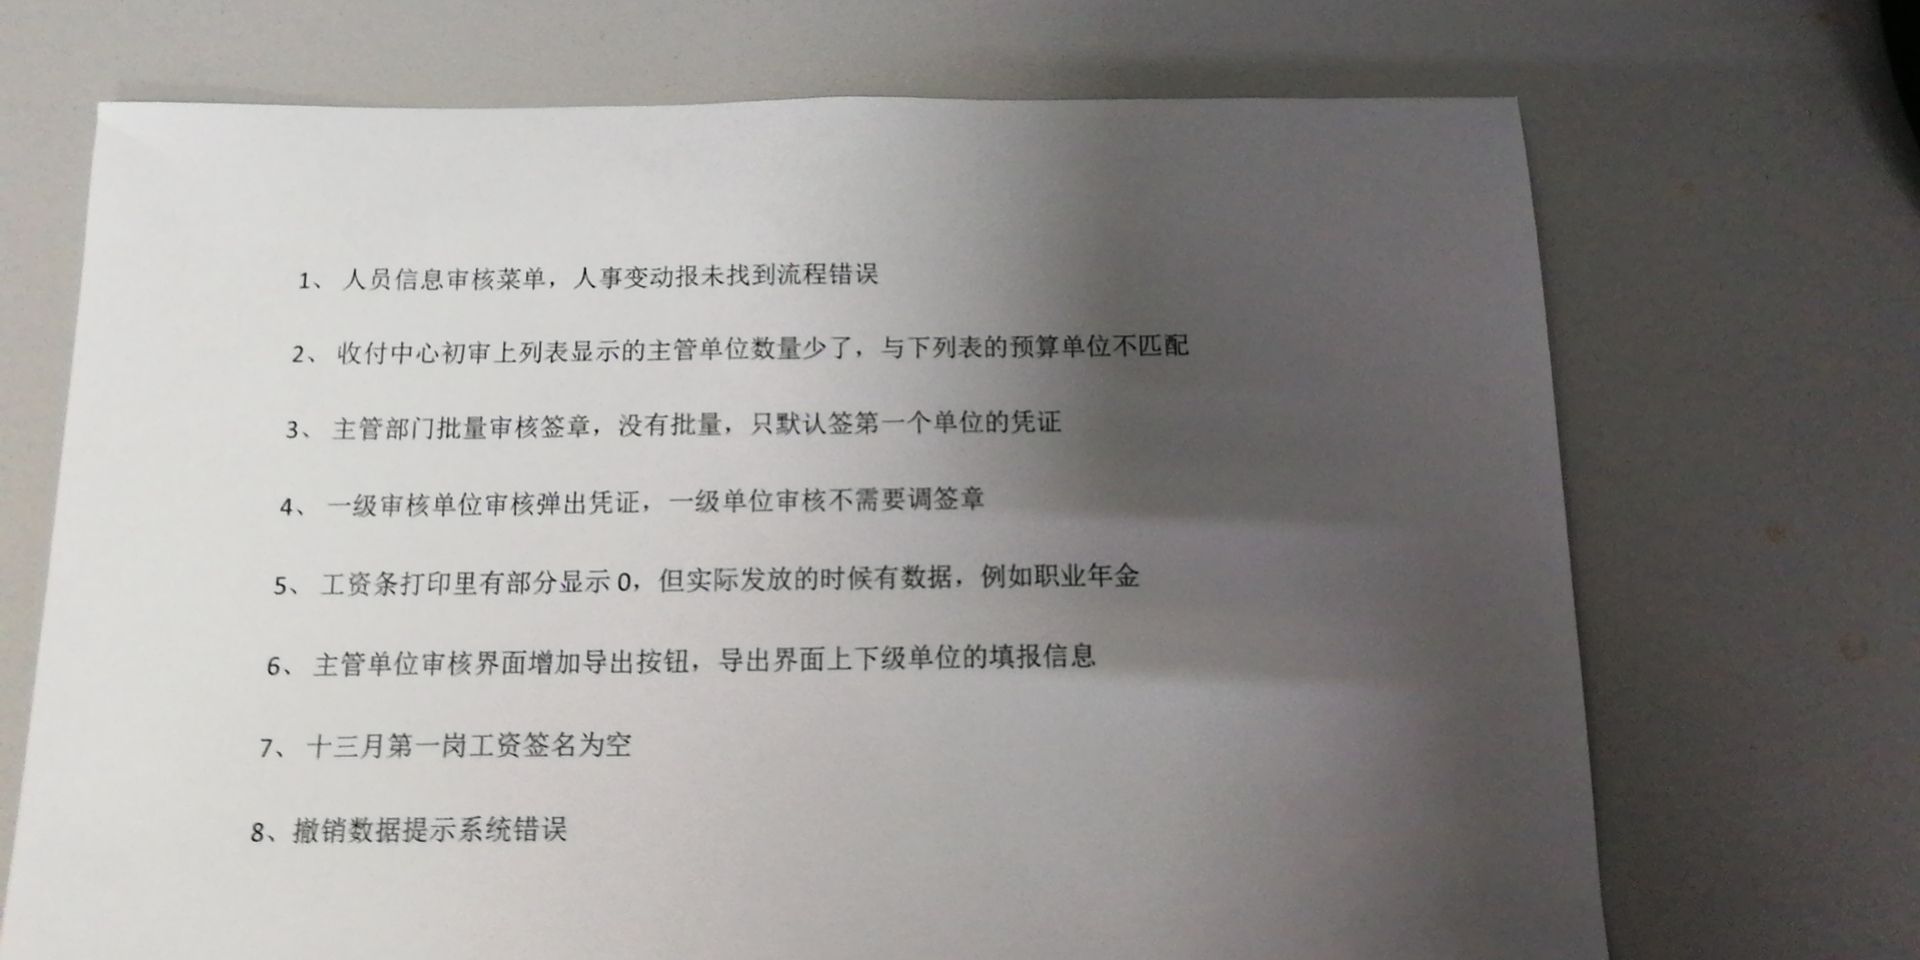 1、 人员信息审核菜单，人事变动报未找到流程错误
2、 收付中心初审上列表显示的主管单位数量少了，与下列表的预算单位不匹配
3、 主管部门批量审核签章，没有批量，只默认签第一个单位的凭证
4、 一级审核单位审核弹出凭证，一级单位审核不需要调签章
5、 工资条打印里有部分显示 0，但实际发放的时候有数据，例如职业年金
6、 主管单位审核界面增加导出按钮，导出界面上下级单位的填报信息
7、 十三月第一岗工资签名为空
8、撤销数据提示系统错误